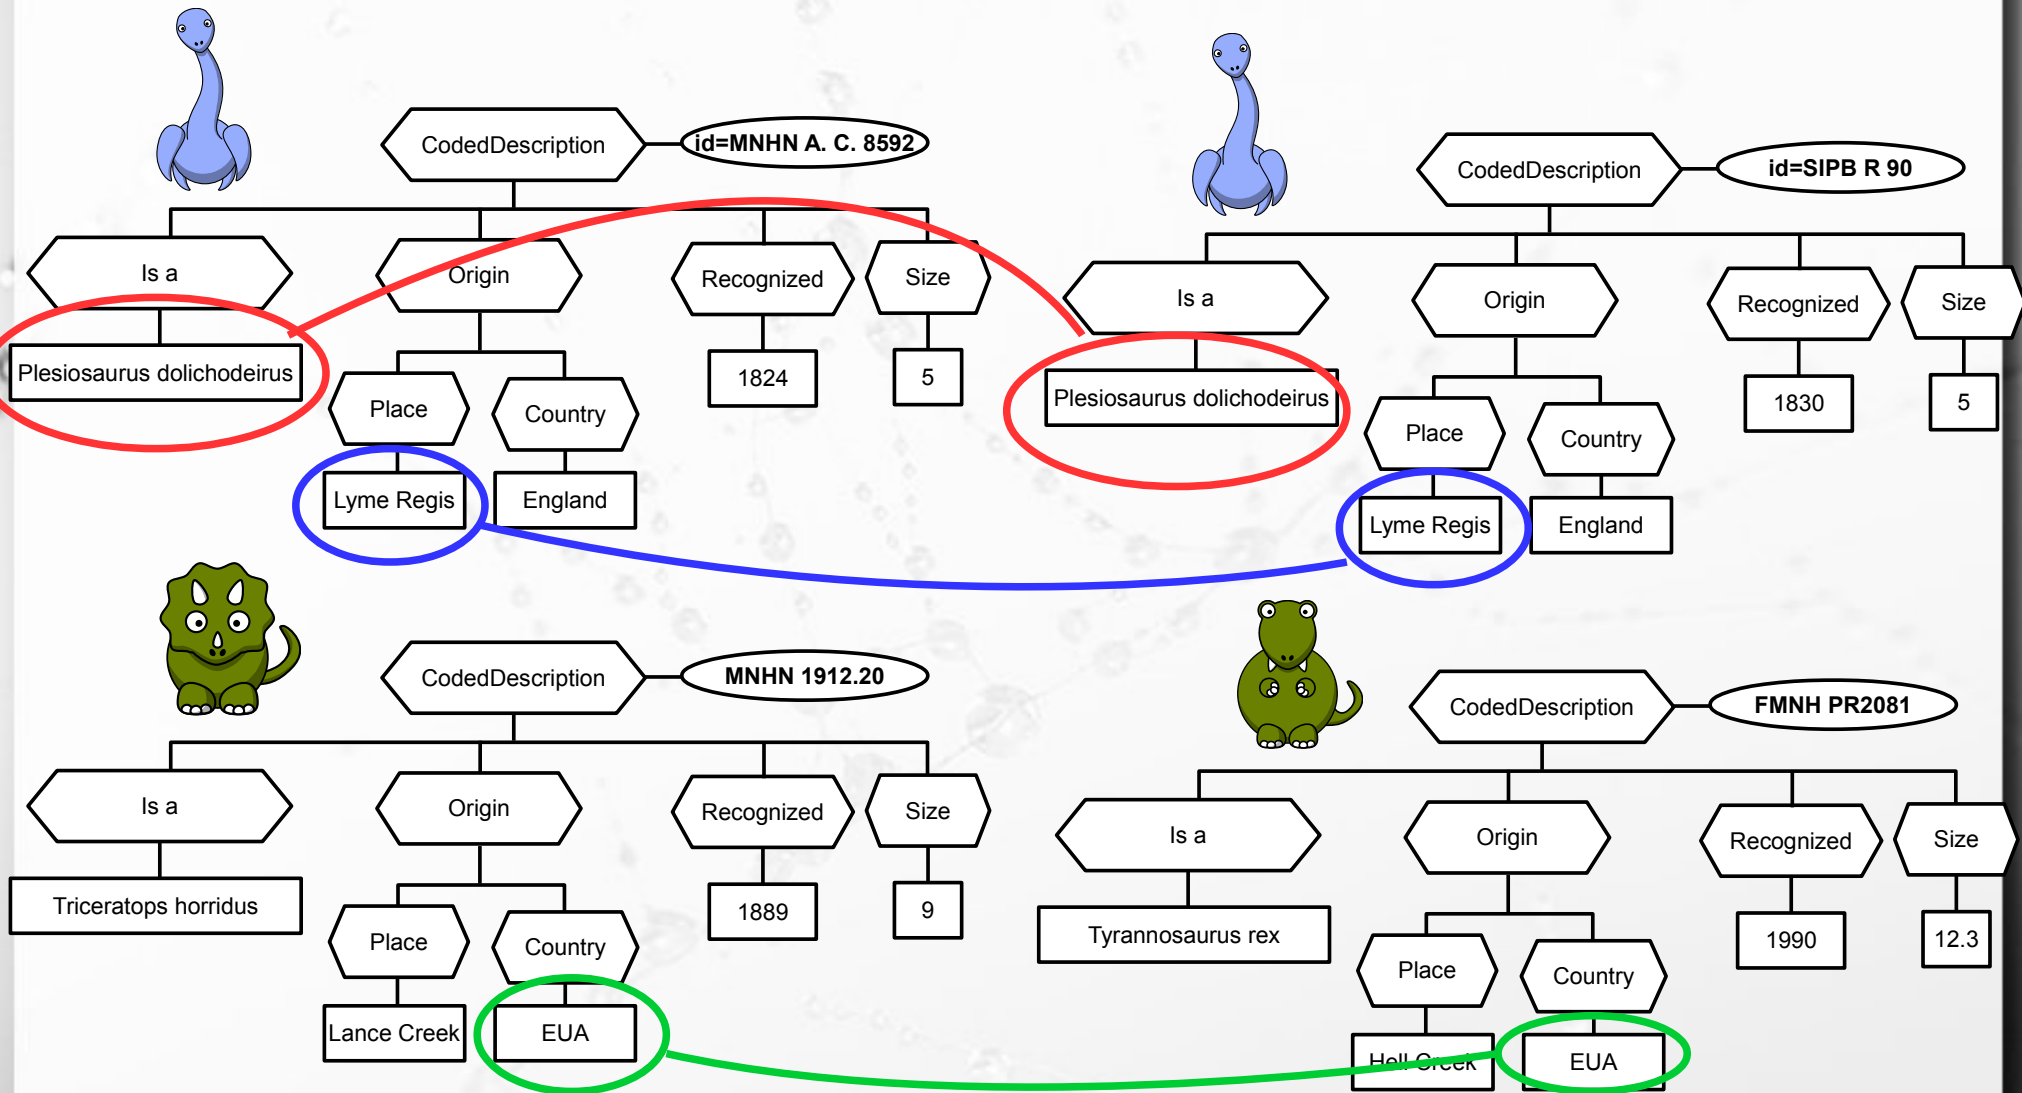 CodedDescription
id=MNHN A. C. 8592
Is a
Origin
Recognized
Size
Plesiosaurus dolichodeirus
1824
5
Place
Country
Lyme Regis
England
CodedDescription
id=SIPB R 90
Is a
Origin
Recognized
Size
Plesiosaurus dolichodeirus
1830
5
Place
Country
Lyme Regis
England
CodedDescription
MNHN 1912.20
Is a
Origin
Recognized
Size
Triceratops horridus
1889
9
Place
Country
Lance Creek
EUA
CodedDescription
FMNH PR2081
Is a
Origin
Recognized
Size
Tyrannosaurus rex
1990
12.3
Place
Country
Hell Creek
EUA